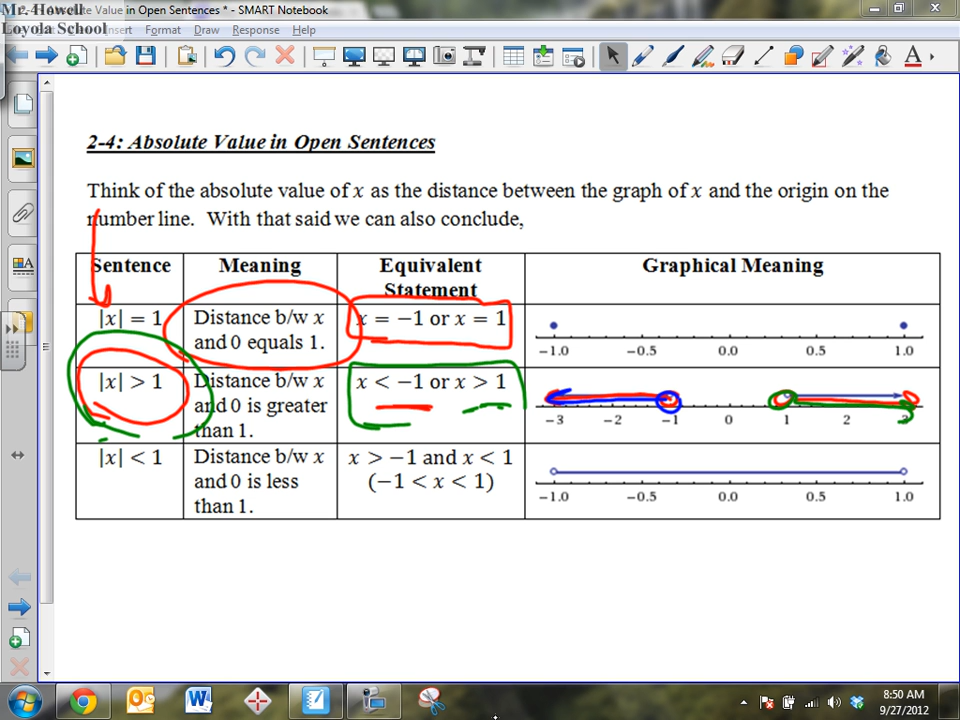 Mr. Howell
2-4 Absolute Value in Open Sentences * - SMART Notebook
Loyola School
Insert Format Draw Response Help
2-4: Absolute Value in Open Sentences
Think of the absolute value of x as the distance between the graph of x and the origin on the
number line. With that said we can also conclude,
Sentence Meaning Equivalent Statement Graphical Meaning
|x| = 1
Distance b/w x
and 0 equals 1.
x = −1 or x = 1
−1.0 −0.5 0.0 0.5 1.0
|x| > 1
Distance b/w x
and 0 is greater
than 1.
x < −1 or x > 1
−3 −2 −1 0 1 2 3
|x| < 1
Distance b/w x
and 0 is less
than 1.
x > −1 and x < 1
(−1 < x < 1)
−1.0 −0.5 0.0 0.5 1.0
8:50 AM
9/27/2012